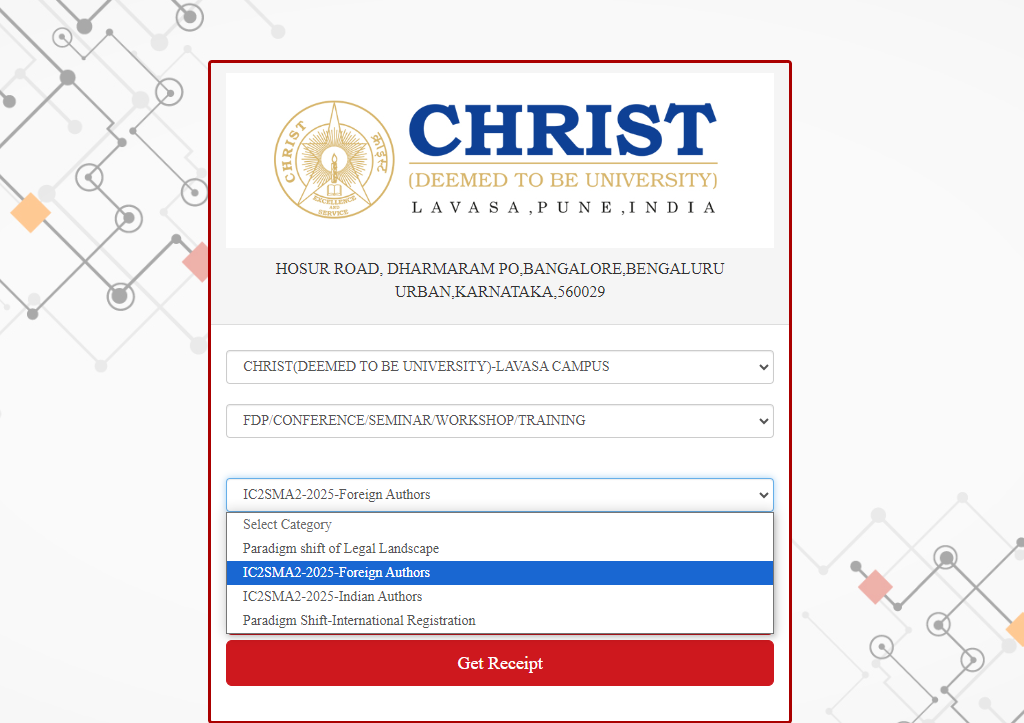 CHRIST
क्राइस्ट
EXCELLENCE
AND
SERVICE
CHRIST
(DEEMED TO BE UNIVERSITY)
LAVASA,PUNE,INDIA
HOSUR ROAD, DHARMARAM PO,BANGALORE,BENGALURU
URBAN,KARNATAKA,560029
CHRIST(DEEMED TO BE UNIVERSITY)-LAVASA CAMPUS
FDP/CONFERENCE/SEMINAR/WORKSHOP/TRAINING
IC2SMA2-2025-Foreign Authors
Select Category
Paradigm shift of Legal Landscape
IC2SMA2-2025-Foreign Authors
IC2SMA2-2025-Indian Authors
Paradigm Shift-International Registration
Get Receipt